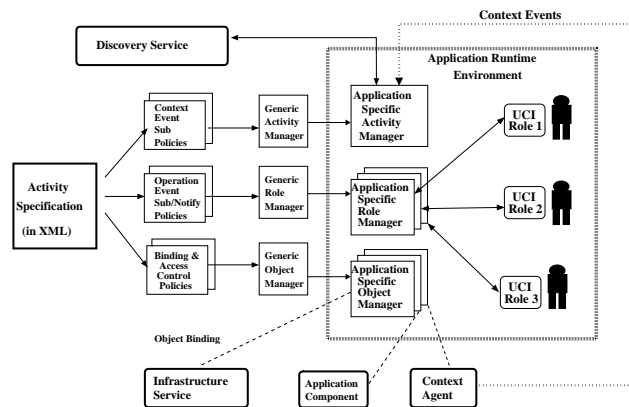 Context Events
Discovery Service
Application Runtime
Environment
Context
Event
Sub
Policies
Generic
Activity
Manager
Application
Specific
Activity
Manager
UCI
Role 1
Activity
Specification
(in XML)
Operation
Event
Sub/Notify
Policies
Generic
Role
Manager
Application
Specific
Role
Manager
UCI
Role 2
Binding &
Access
Control
Policies
Generic
Object
Manager
Application
Specific
Object
Manager
UCI
Role 3
Object Binding
Infrastructure
Service
Application
Component
Context
Agent